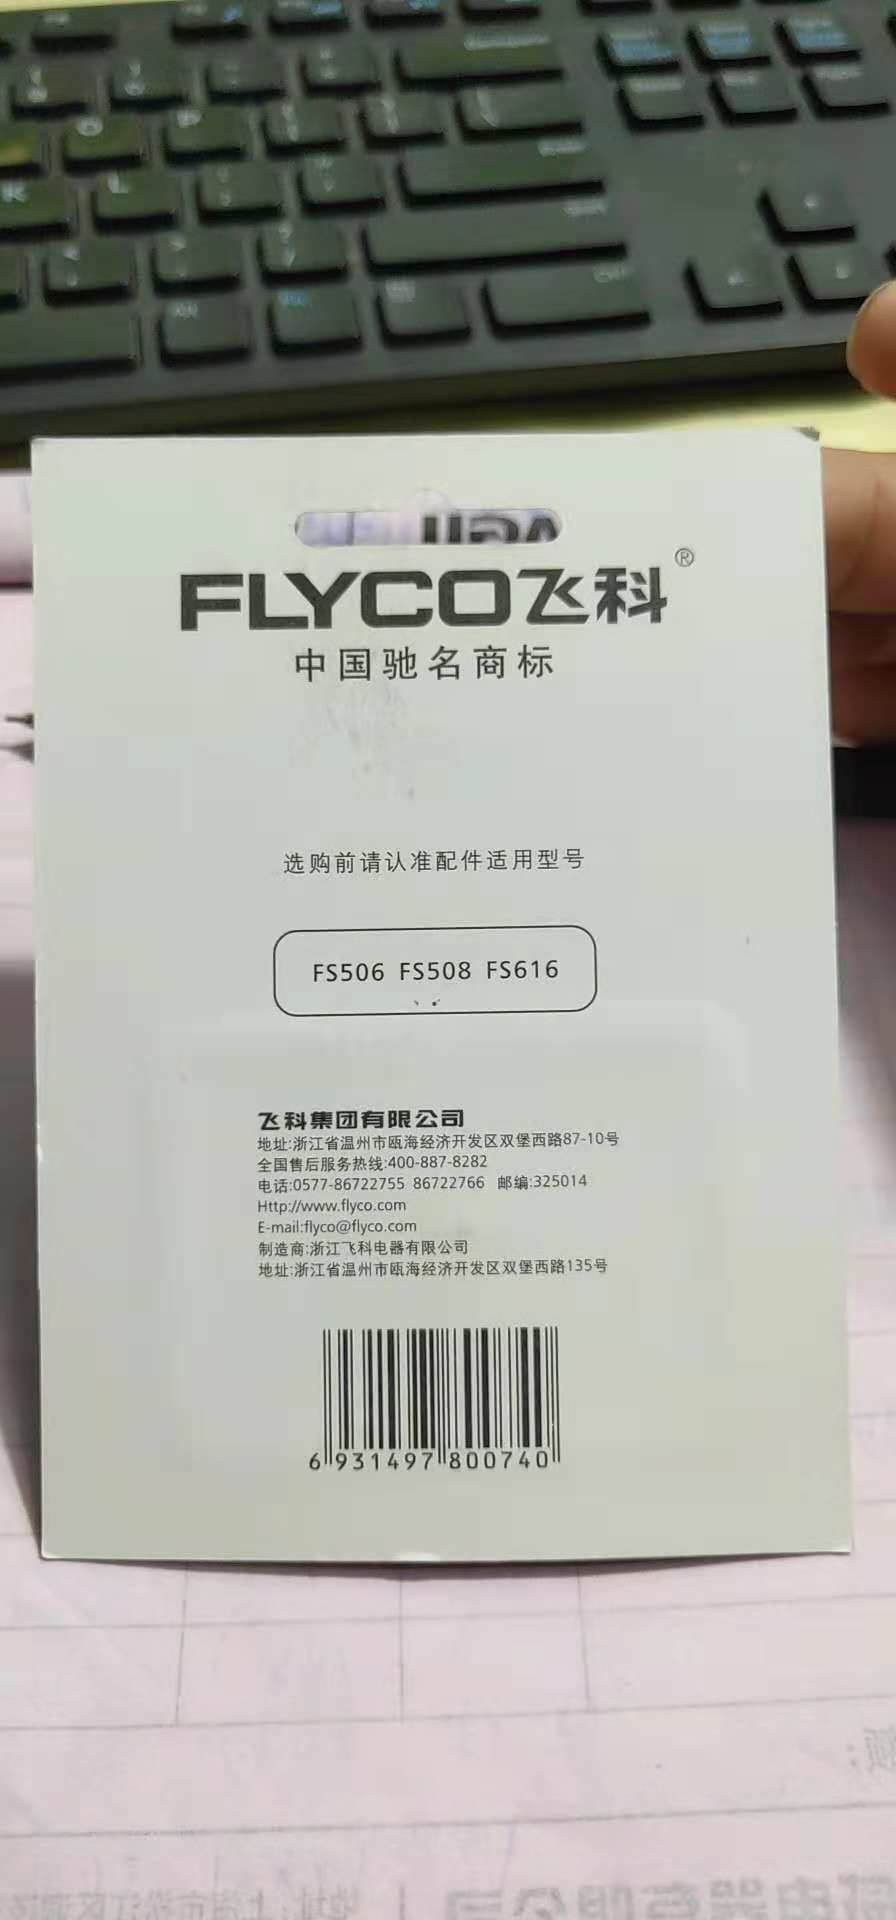 FLYCO飞科®
中国驰名商标
选购前请认准配件适用型号
FS506 FS508 FS616
飞科集团有限公司
地址:浙江省温州市瓯海经济开发区双堡西路87-10号
全国售后服务热线:400-887-8282
电话:0577-86722755 86722766 邮编:325014
Http://www.flyco.com
E-mail:flyco@flyco.com
制造商:浙江飞科电器有限公司
地址:浙江省温州市瓯海经济开发区双堡西路135号
6 931497 800740